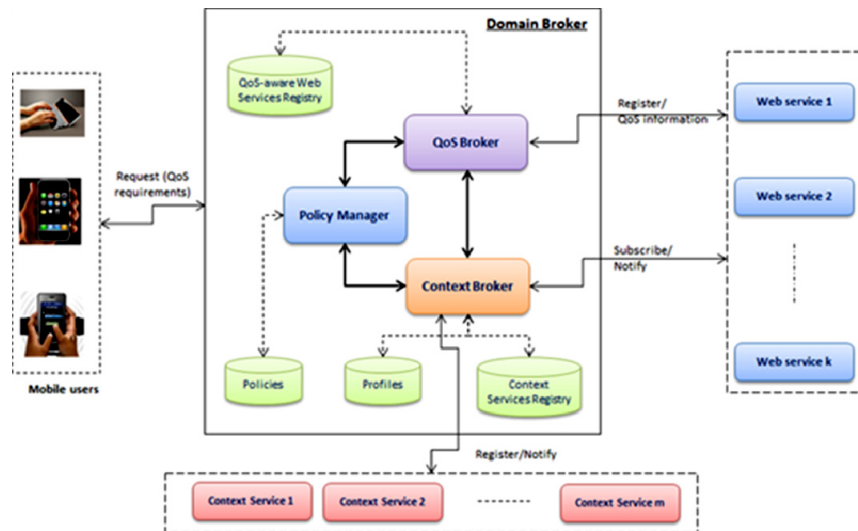 Domain Broker
QoS-aware Web
Services Registry
Register/
QoS information
Web service 1
QoS Broker
Request (QoS
requirements)
Web service 2
Policy Manager
Subscribe/
Notify
Context Broker
Web service k
Policies
Profiles
Context
Services Registry
Mobile users
Register/Notify
Context Service 1
Context Service 2
Context Service m